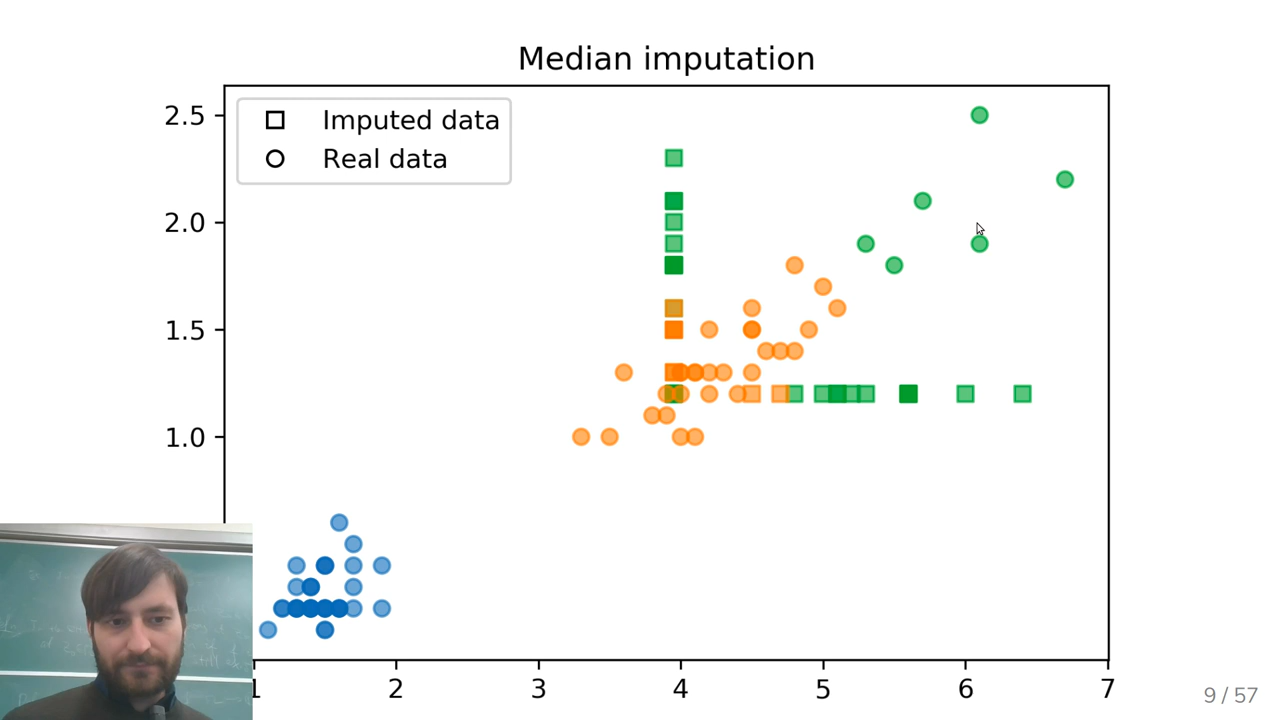 Median imputation
2.5
2.0
1.5
1.0
Imputed data
Real data
1
2
3
4
5
6
7
9 / 57